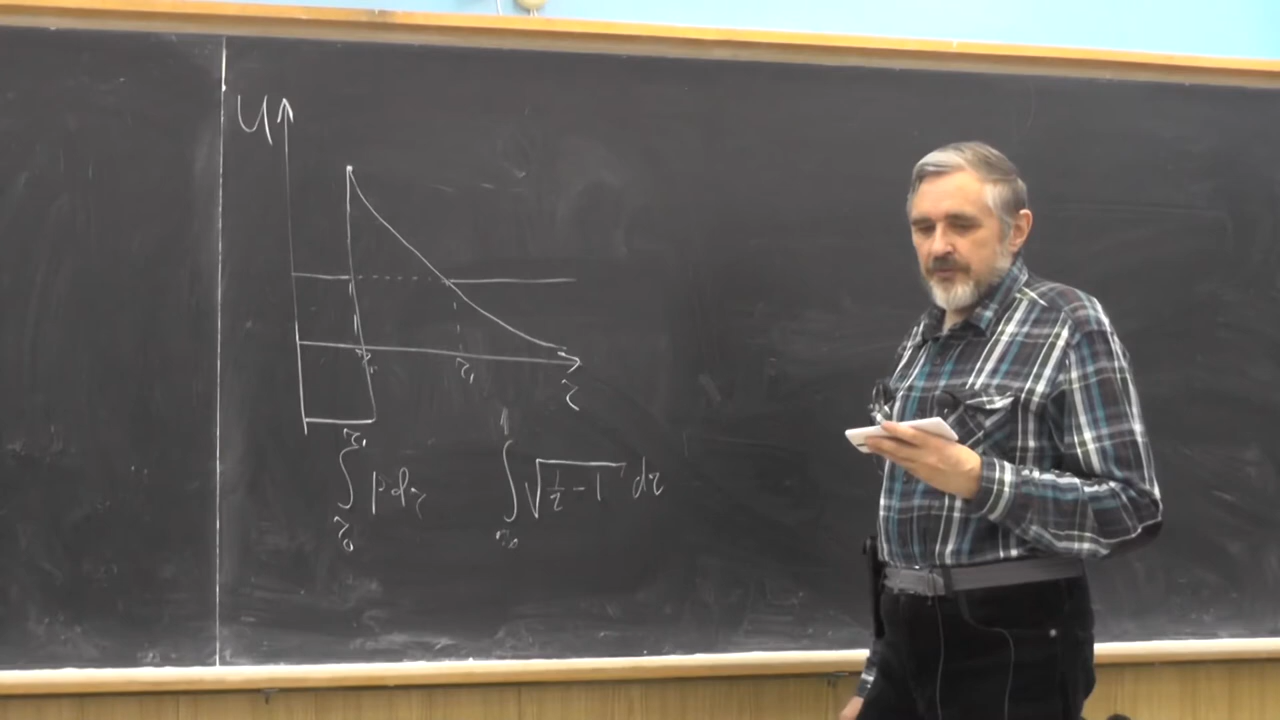 U
r₀
r₁
r
∫_{r₀}^{r₁} p dr
∫_{r₀}^{1} √(1/r - 1) dr